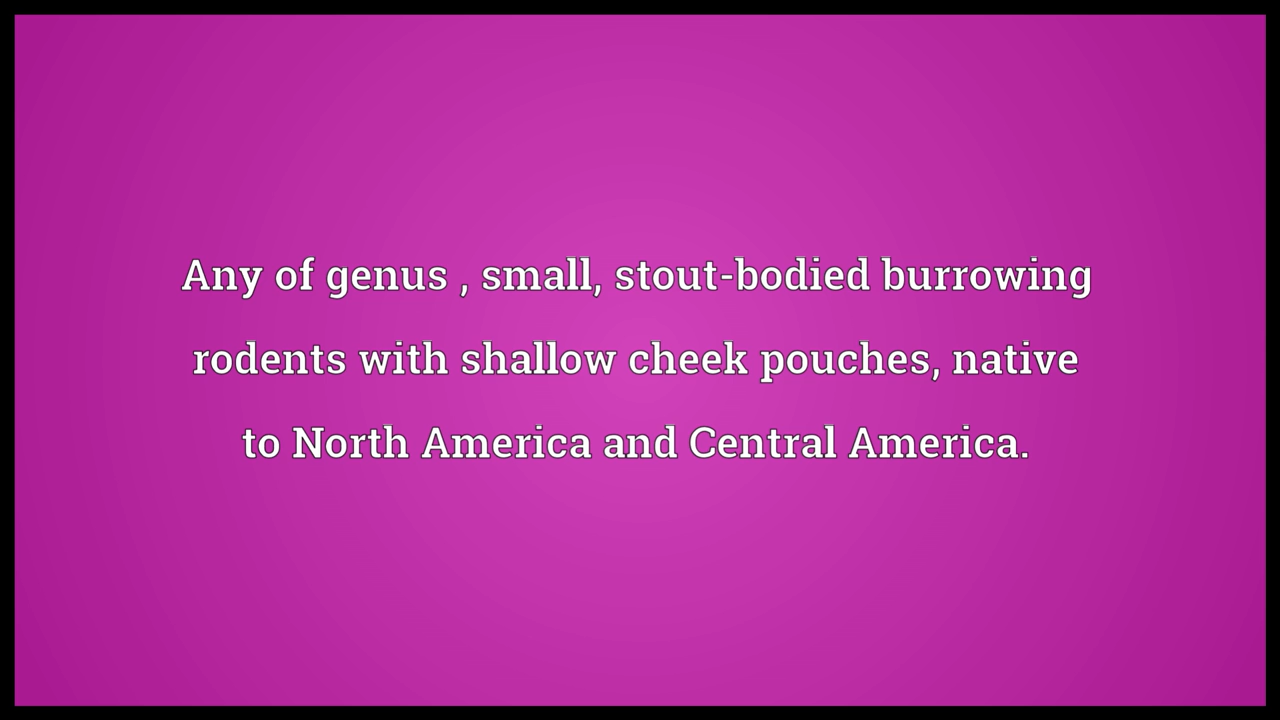 Any of genus , small, stout-bodied burrowing
rodents with shallow cheek pouches, native
to North America and Central America.